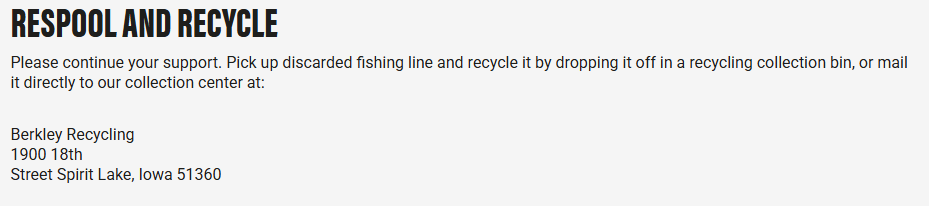 RESPOOL AND RECYCLE
Please continue your support. Pick up discarded fishing line and recycle it by dropping it off in a recycling collection bin, or mail
it directly to our collection center at:
Berkley Recycling
1900 18th
Street Spirit Lake, Iowa 51360